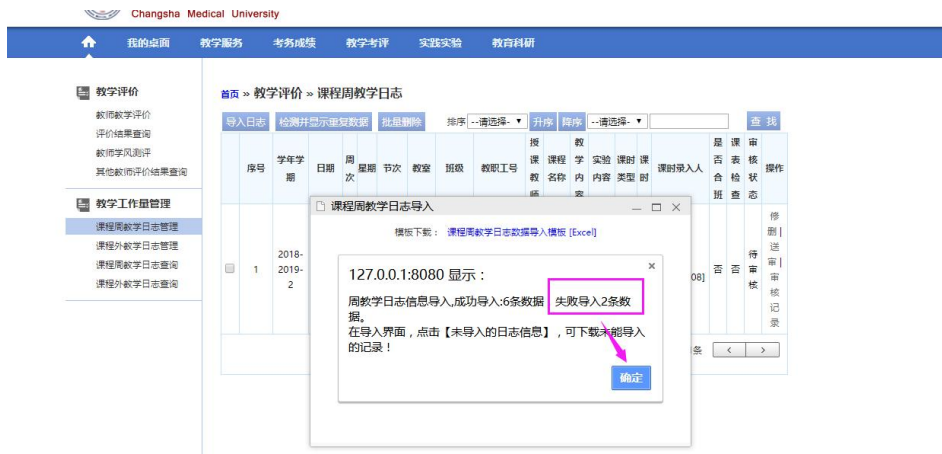 Changsha Medical University
我的桌面 教学服务 考务成绩 教学考评 实践实验 教育科研
教学评价
教师教学评价
评价结果查询
教师学风测评
其他教师评价结果查询
教学工作量管理
课程周教学日志管理
课程外教学日志管理
课程周教学日志查询
课程外教学日志查询
首页 » 教学评价 » 课程周教学日志
导入日志 检测并显示重复数据 批量删除 排序 --请选择- 升序 降序 --请选择- 查 找
序号 学年学期 日期 周次 星期 节次 教室 班级 教职工号 授课教师 课程名称 教学内容 实验内容 课时类型 课时 课时录入人 是否合班 课表检查 审核状态 操作
1 2018-2019-2 08] 否 否 待审核 修|删|送审|审核记录
条 < >
课程周教学日志导入
模板下载： 课程周教学日志数据导入模板 [Excel]
127.0.0.1:8080 显示：
周教学日志信息导入,成功导入:6条数据 失败导入2条数
据。
在导入界面，点击【未导入的日志信息】，可下载未能导入
的记录！
确定